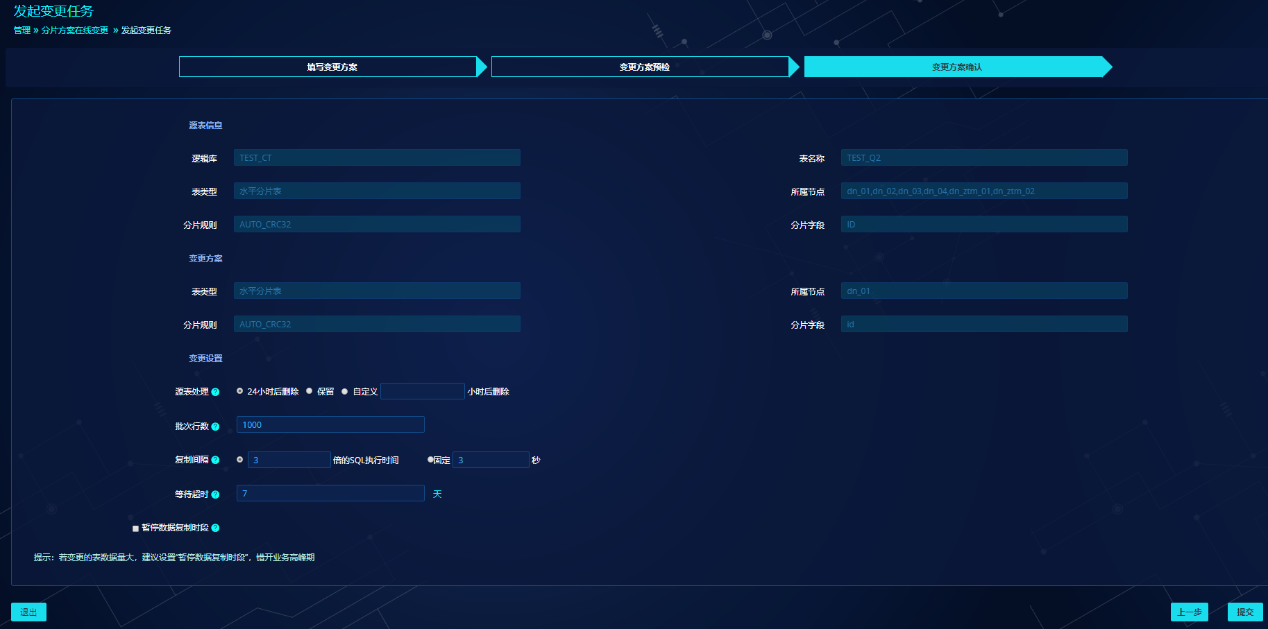 发起变更任务
管理 » 分片方案在线变更 » 发起变更任务
填写变更方案 变更方案预检 变更方案确认
源表信息
逻辑库 TEST_CT 表名称 TEST_Q2
表类型 水平分片表 所属节点 dn_01,dn_02,dn_03,dn_04,dn_ztm_01,dn_ztm_02
分片规则 AUTO_CRC32 分片字段 ID
变更方案
表类型 水平分片表 所属节点 dn_01
分片规则 AUTO_CRC32 分片字段 id
变更设置
源表处理 ? 24小时后删除 保留 自定义 小时后删除
批次行数 ? 1000
复制间隔 ? 3 倍的SQL执行时间 固定 3 秒
等待超时 ? 7 天
暂停数据复制时段 ?
提示：若变更的表数据量大，建议设置"暂停数据复制时段"，错开业务高峰期
退出 上一步 提交